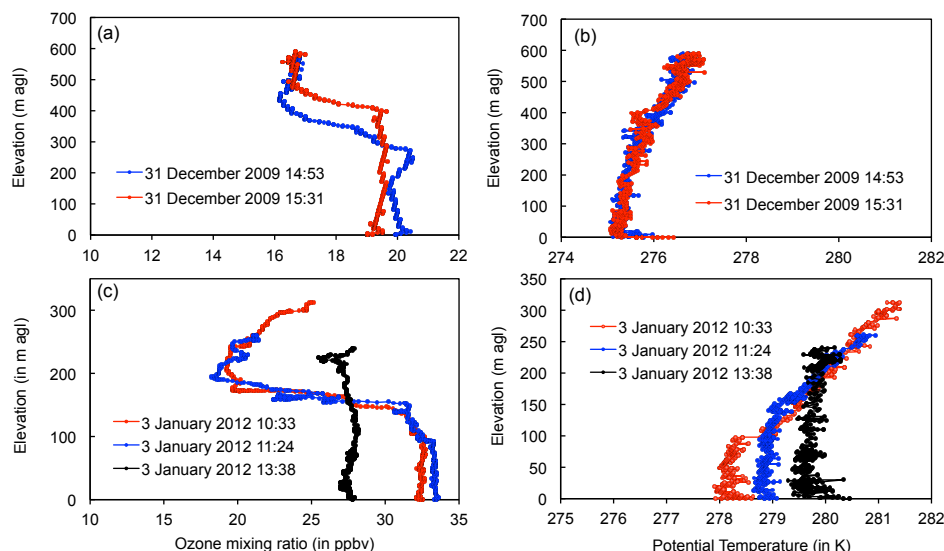 (a)
Elevation (m agl)
700
600
500
400
300
200
100
0
31 December 2009 14:53
31 December 2009 15:31
10 12 14 16 18 20 22
(b)
Elevation (m agl)
700
600
500
400
300
200
100
0
31 December 2009 14:53
31 December 2009 15:31
274 276 278 280 282
(c)
Elevation (in m agl)
300
200
100
0
3 January 2012 10:33
3 January 2012 11:24
3 January 2012 13:38
10 15 20 25 30 35
Ozone mixing ratio (in ppbv)
(d)
Elevation (m agl)
350
300
250
200
150
100
50
0
3 January 2012 10:33
3 January 2012 11:24
3 January 2012 13:38
275 276 277 278 279 280 281 282
Potential Temperature (in K)